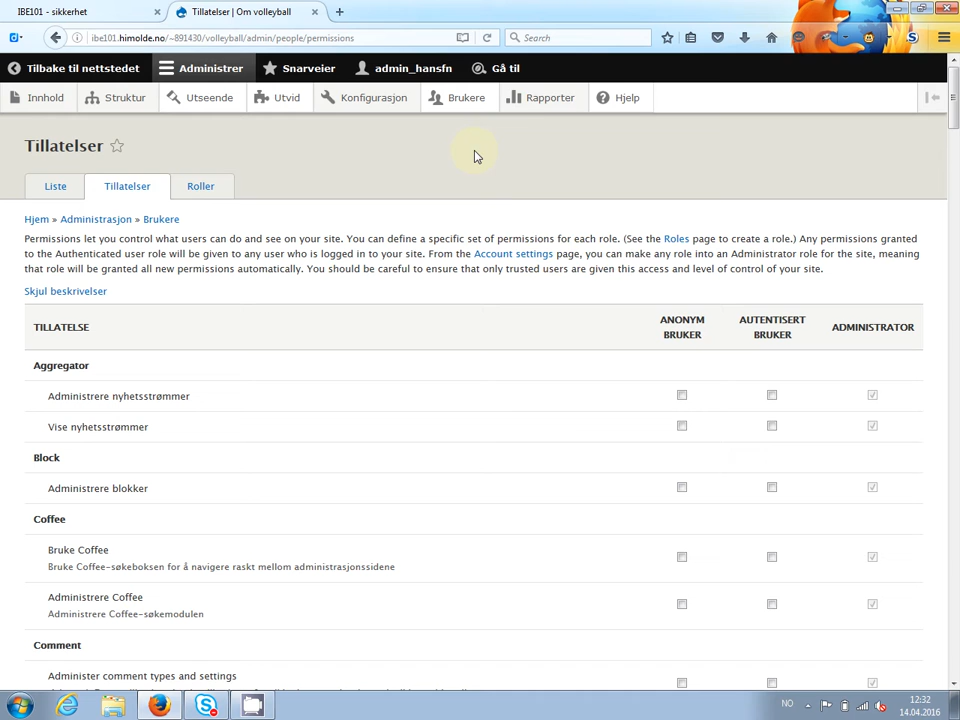 IBE101 - sikkerhet
Tillatelser | Om volleyball
ibe101.himolde.no/~891430/volleyball/admin/people/permissions
Search
Tilbake til nettstedet
Administrer
Snarveier
admin_hansfn
Gå til
Innhold
Struktur
Utseende
Utvid
Konfigurasjon
Brukere
Rapporter
Hjelp
Tillatelser
Liste
Tillatelser
Roller
Hjem » Administrasjon » Brukere
Permissions let you control what users can do and see on your site. You can define a specific set of permissions for each role. (See the Roles page to create a role.) Any permissions granted
to the Authenticated user role will be given to any user who is logged in to your site. From the Account settings page, you can make any role into an Administrator role for the site, meaning
that role will be granted all new permissions automatically. You should be careful to ensure that only trusted users are given this access and level of control of your site.
Skjul beskrivelser
TILLATELSE
ANONYM
BRUKER
AUTENTISERT
BRUKER
ADMINISTRATOR
Aggregator
Administrere nyhetsstrømmer
Vise nyhetsstrømmer
Block
Administrere blokker
Coffee
Bruke Coffee
Bruke Coffee-søkeboksen for å navigere raskt mellom administrasjonssidene
Administrere Coffee
Administrere Coffee-søkemodulen
Comment
Administer comment types and settings
NO
12:32
14.04.2016